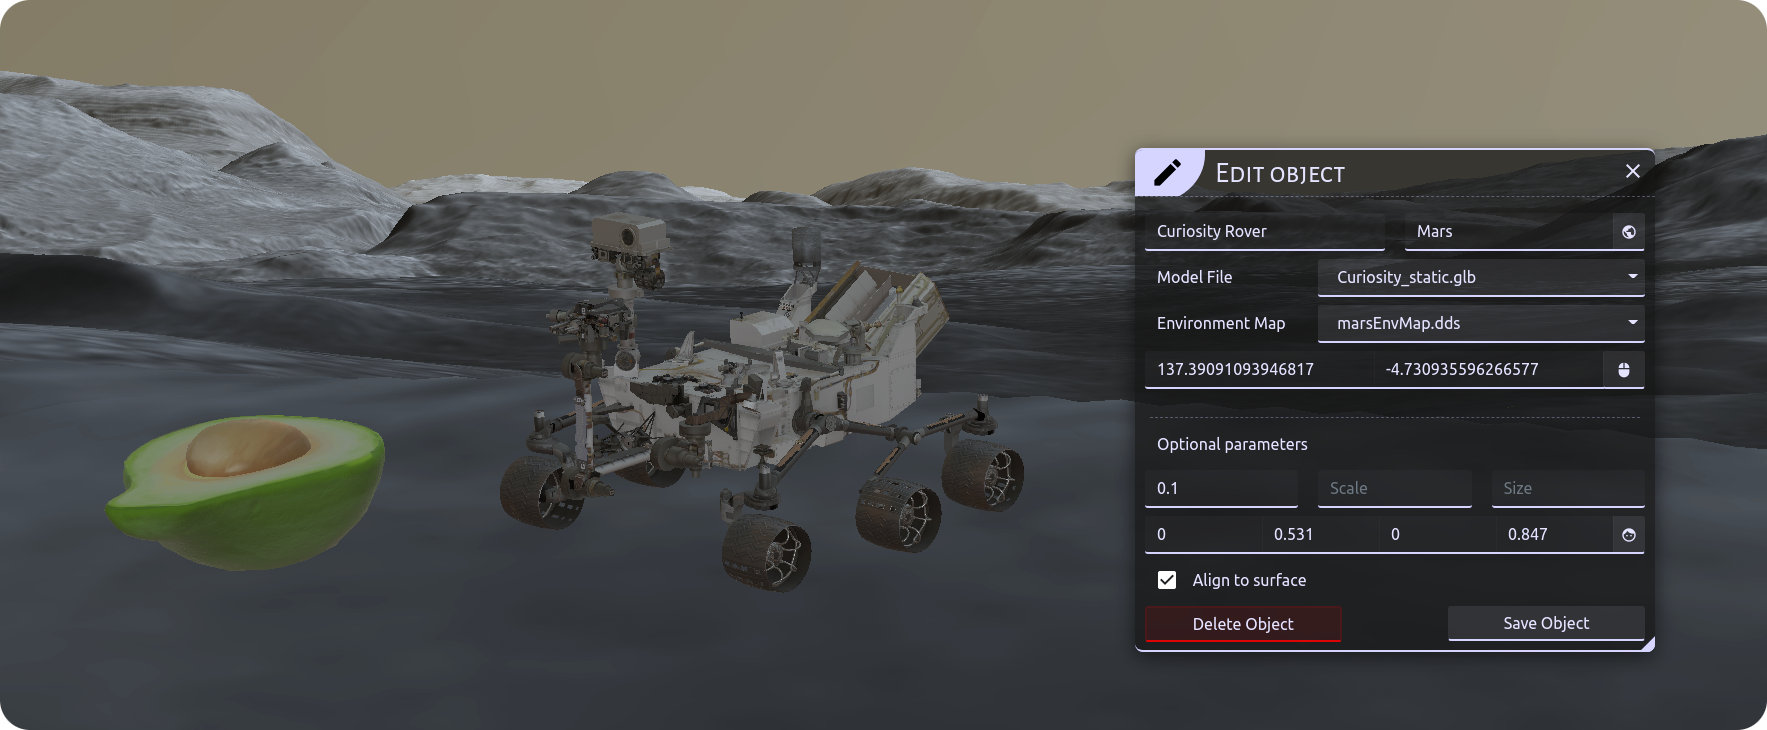 Edit object
Curiosity Rover Mars
Model File Curiosity_static.glb
Environment Map marsEnvMap.dds
137.39091093946817 -4.730935596266577
Optional parameters
0.1 Scale Size
0 0.531 0 0.847
Align to surface
Delete Object Save Object